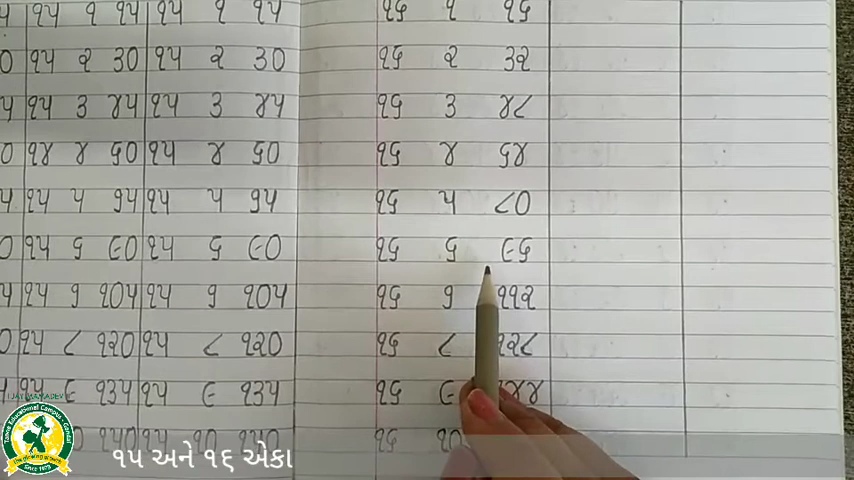 ૧૫ ૧ ૧૫ ૧૫ ૧ ૧૫ ૧૬ ૧ ૧૬
૧૫ ૨ ૩૦ ૧૫ ૨ ૩૦ ૧૬ ૨ ૩૨
૧૫ ૩ ૪૫ ૧૫ ૩ ૪૫ ૧૬ ૩ ૪૮
૧૪ ૪ ૬૦ ૧૫ ૪ ૬૦ ૧૬ ૪ ૬૪
૧૫ ૫ ૭૫ ૧૫ ૫ ૭૫ ૧૬ ૫ ૮૦
૧૫ ૬ ૯૦ ૧૫ ૬ ૯૦ ૧૬ ૬ ૯૬
૧૫ ૭ ૧૦૫ ૧૫ ૭ ૧૦૫ ૧૬ ૭ ૧૧૨
૧૫ ૮ ૧૨૦ ૧૫ ૮ ૧૨૦ ૧૬ ૮ ૧૨૮
૧૫ ૯ ૧૩૫ ૧૫ ૯ ૧૩૫ ૧૬ ૯ ૪૪
૧૫૦ ૧૫ ૧૦ ૧૫૦ ૧૬ ૧૦
૧૫ અને ૧૬ એકા